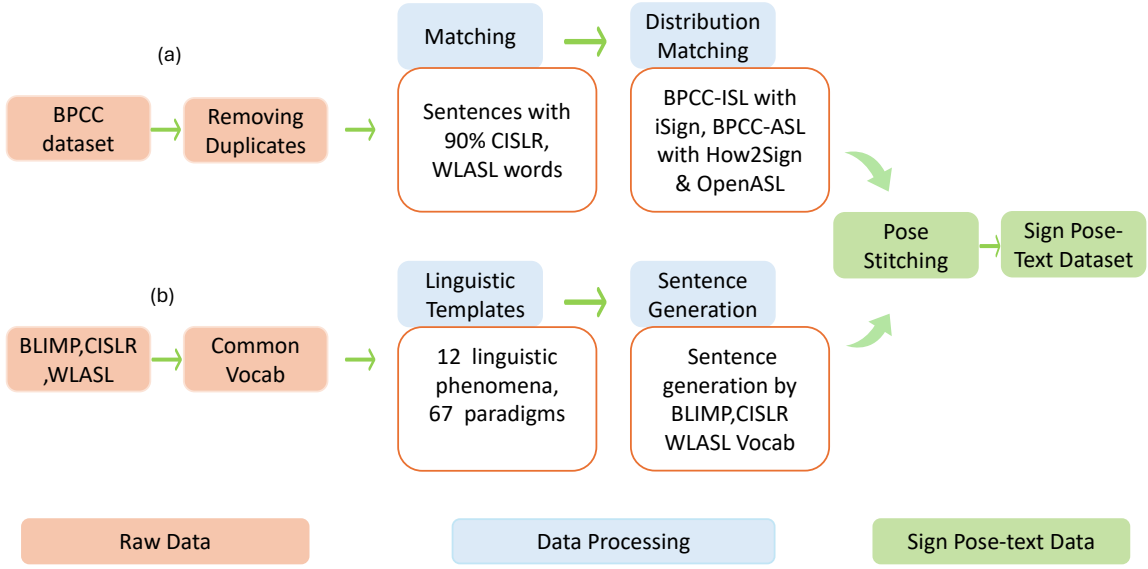 (a)
BPCC
dataset
Removing
Duplicates
Matching
Sentences with
90% CISLR,
WLASL words
Distribution
Matching
BPCC-ISL with
iSign, BPCC-ASL
with How2Sign
& OpenASL
Pose
Stitching
Sign Pose-
Text Dataset
(b)
BLIMP,CISLR
,WLASL
Common
Vocab
Linguistic
Templates
12 linguistic
phenomena,
67 paradigms
Sentence
Generation
Sentence
generation by
BLIMP,CISLR
WLASL Vocab
Raw Data
Data Processing
Sign Pose-text Data